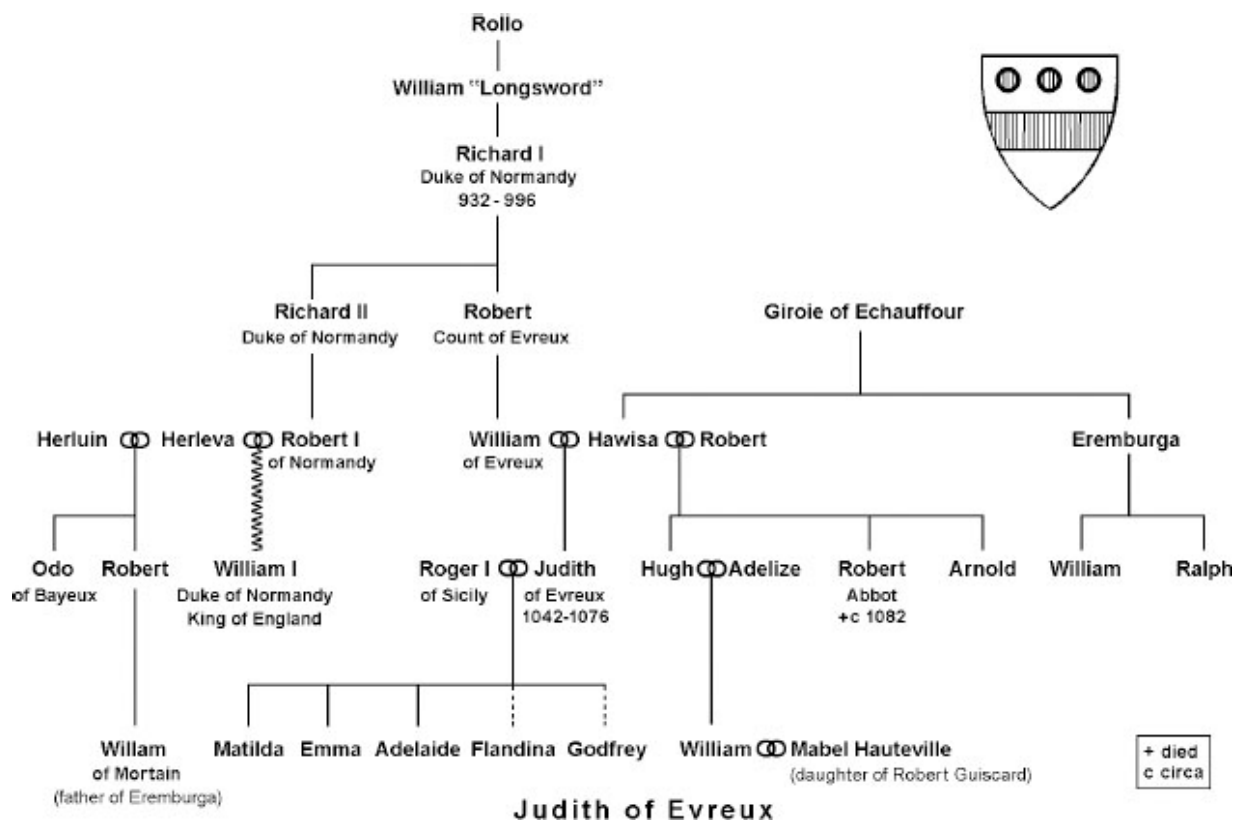 Rollo
William "Longsword"
Richard I
Duke of Normandy
932 - 996
Richard II
Duke of Normandy
Robert
Count of Evreux
Giroie of Echauffour
Herluin
Herleva
Robert I
of Normandy
William
of Evreux
Hawisa
Robert
Eremburga
Odo
of Bayeux
Robert
William I
Duke of Normandy
King of England
Roger I
of Sicily
Judith
of Evreux
1042-1076
Hugh
Adelize
Robert
Abbot
+c 1082
Arnold
William
Ralph
Willam
of Mortain
(father of Eremburga)
Matilda
Emma
Adelaide
Flandina
Godfrey
William
Mabel Hauteville
(daughter of Robert Guiscard)
+ died
c circa
Judith of Evreux